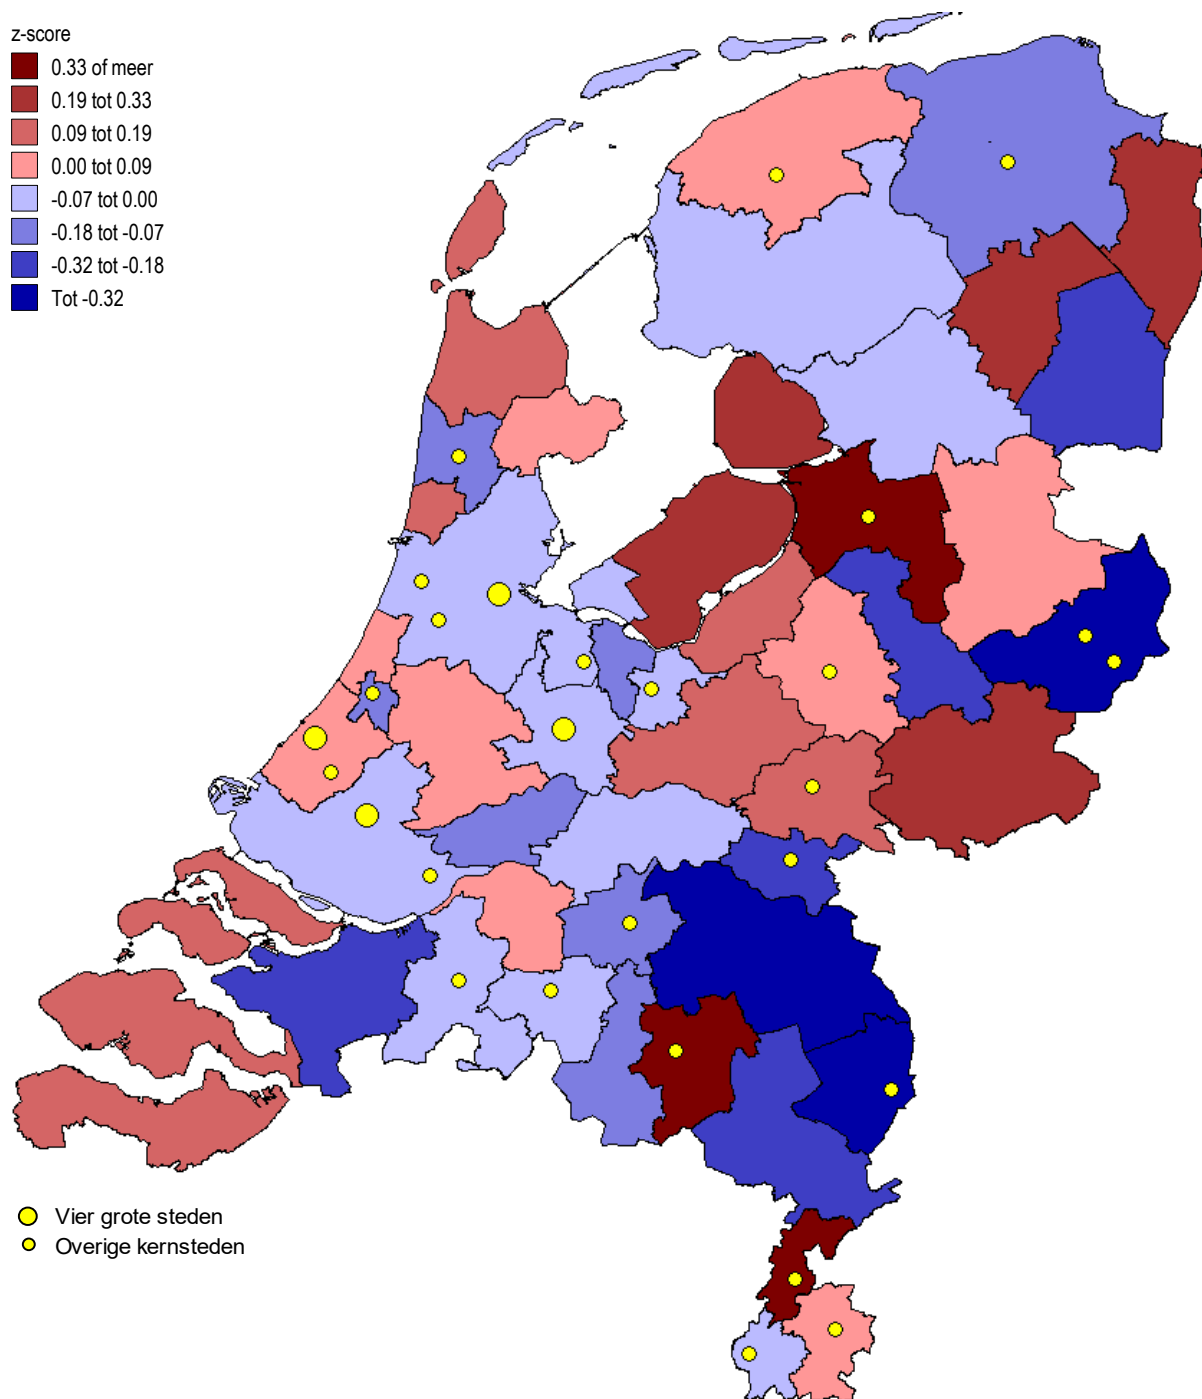 z-score
0.33 of meer
0.19 tot 0.33
0.09 tot 0.19
0.00 tot 0.09
-0.07 tot 0.00
-0.18 tot -0.07
-0.32 tot -0.18
Tot -0.32
Vier grote steden
Overige kernsteden